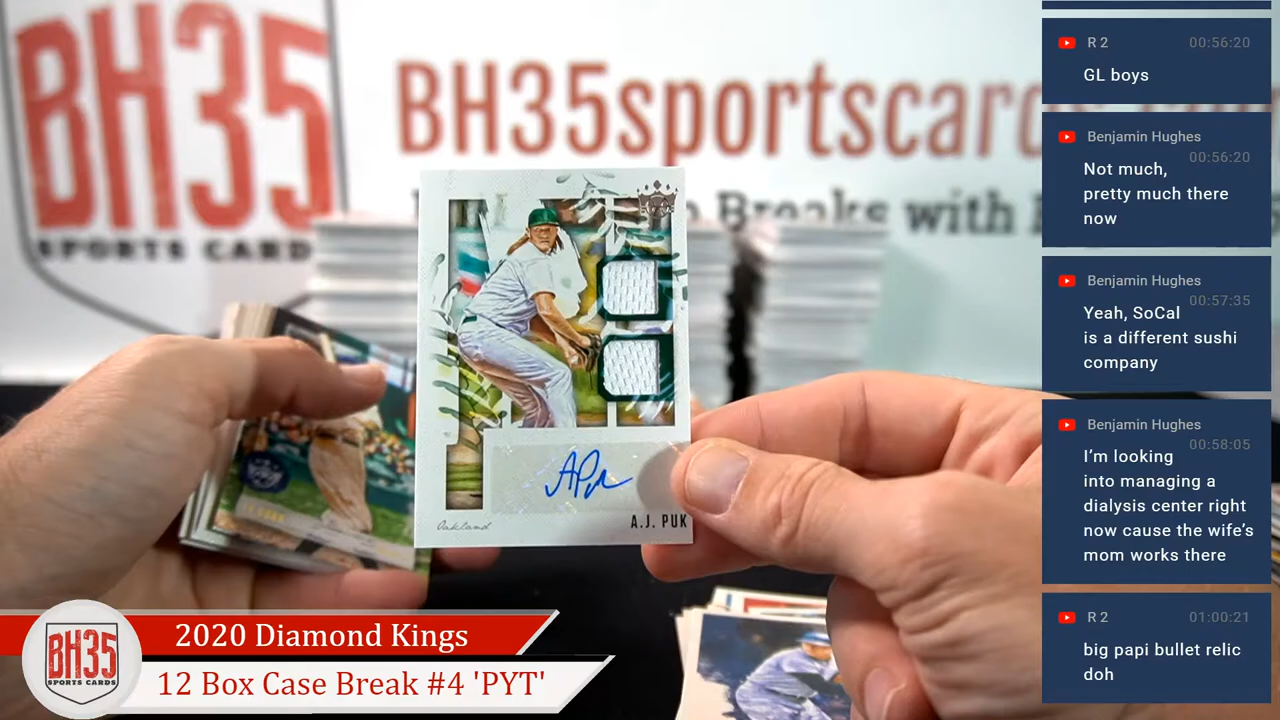 BH35
SPORTS CARD
BH35sportscard
Breaks with
A.J. PUK
Oakland
2020 Diamond Kings
12 Box Case Break #4 'PYT'
BH35
SPORTS CARDS
R 2
00:56:20
GL boys
Benjamin Hughes
00:56:20
Not much,
pretty much there
now
Benjamin Hughes
00:57:35
Yeah, SoCal
is a different sushi
company
Benjamin Hughes
00:58:05
I'm looking
into managing a
dialysis center right
now cause the wife's
mom works there
R 2
01:00:21
big papi bullet relic
doh